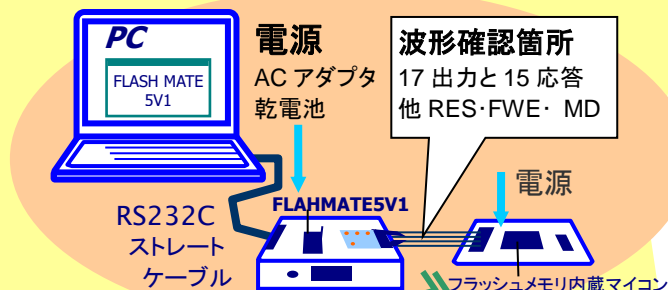 PC
FLASH MATE
5V1
電源
AC アダプタ
乾電池
波形確認箇所
17 出力と 15 応答
他 RES･FWE･ MD
RS232C
ストレート
ケーブル
FLAHMATE5V1
電源
フラッシュメモリ内蔵マイコン